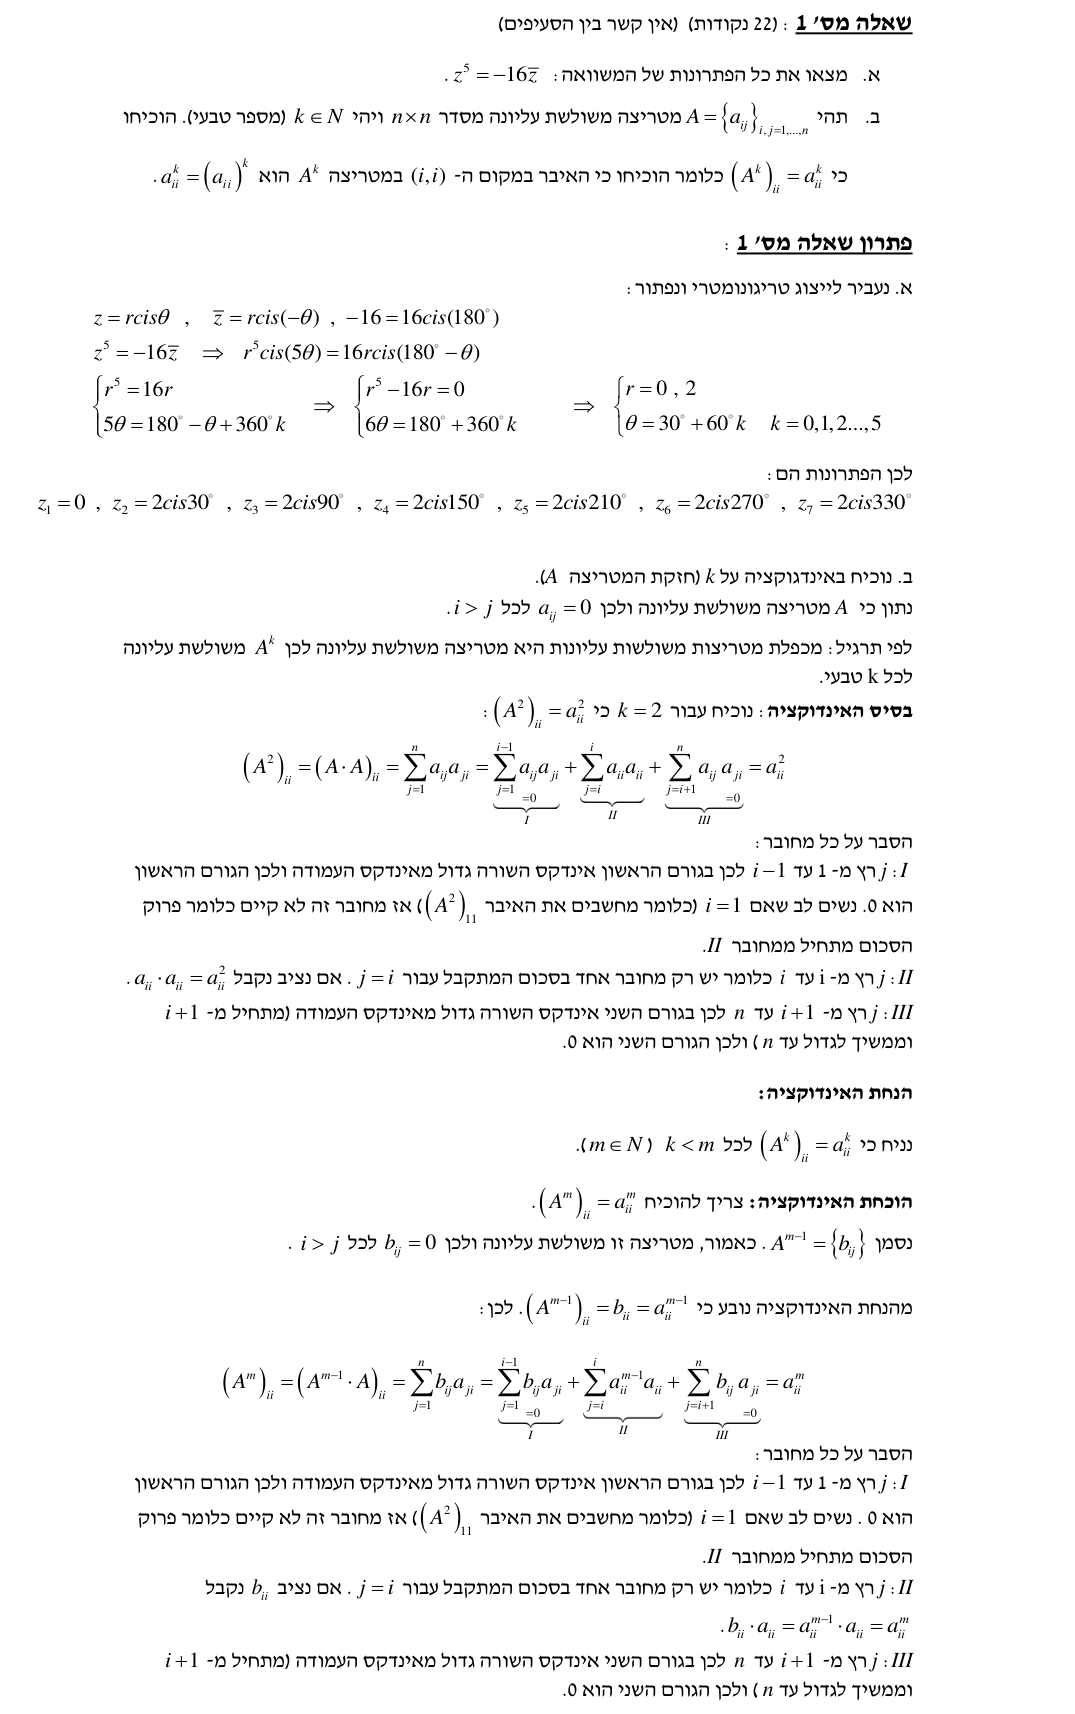 שאלה מס' 1 : (22 נקודות) (אין קשר בין הסעיפים)
א. מצאו את כל הפתרונות של המשוואה : z^5 = −16z̅ .
ב. תהי A = {a_ij}_{i,j=1,...,n} מטריצה משולשת עליונה מסדר n×n ויהי k ∈ N (מספר טבעי). הוכיחו
כי (A^k)_ii = a_ii^k כלומר הוכיחו כי האיבר במקום ה- (i,i) במטריצה A^k הוא a_ii^k = (a_ii)^k .
פתרון שאלה מס' 1 :
א. נעביר לייצוג טריגונומטרי ונפתור :
z = rcisθ , z̅ = rcis(−θ) , −16 = 16cis(180°)
z^5 = −16z̅ ⇒ r^5cis(5θ) = 16rcis(180° − θ)
{ r^5 = 16r ⇒ { r^5 − 16r = 0 ⇒ { r = 0 , 2
{ 5θ = 180° − θ + 360°k { 6θ = 180° + 360°k { θ = 30° + 60°k k = 0,1,2...,5
לכן הפתרונות הם :
z_1 = 0 , z_2 = 2cis30° , z_3 = 2cis90° , z_4 = 2cis150° , z_5 = 2cis210° , z_6 = 2cis270° , z_7 = 2cis330°
ב. נוכיח באינדוקציה על k (חזקת המטריצה A).
נתון כי A מטריצה משולשת עליונה ולכן a_ij = 0 לכל i > j .
לפי תרגיל : מכפלת מטריצות משולשות עליונות היא מטריצה משולשת עליונה לכן A^k משולשת עליונה
לכל k טבעי.
בסיס האינדוקציה : נוכיח עבור k = 2 כי (A^2)_ii = a_ii^2 :
(A^2)_ii = (A·A)_ii = ∑_{j=1}^{n} a_ij a_ji = ∑_{j=1}^{i−1} a_ij a_ji (=0) [I] + ∑_{j=i}^{i} a_ii a_ii [II] + ∑_{j=i+1}^{n} a_ij a_ji (=0) [III] = a_ii^2
הסבר על כל מחובר :
I : j רץ מ- 1 עד i−1 לכן בגורם הראשון אינדקס השורה גדול מאינדקס העמודה ולכן הגורם הראשון
הוא 0. נשים לב שאם i = 1 (כלומר מחשבים את האיבר (A^2)_11) אז מחובר זה לא קיים כלומר פרוק
הסכום מתחיל ממחובר II.
II : j רץ מ- i עד i כלומר יש רק מחובר אחד בסכום המתקבל עבור j = i . אם נציב נקבל a_ii · a_ii = a_ii^2 .
III : j רץ מ- i+1 עד n לכן בגורם השני אינדקס השורה גדול מאינדקס העמודה (מתחיל מ- i+1
וממשיך לגדול עד n ) ולכן הגורם השני הוא 0.
הנחת האינדוקציה:
נניח כי (A^k)_ii = a_ii^k לכל k < m (m ∈ N).
הוכחת האינדוקציה: צריך להוכיח (A^m)_ii = a_ii^m .
נסמן A^{m−1} = {b_ij} . כאמור, מטריצה זו משולשת עליונה ולכן b_ij = 0 לכל i > j .
מהנחת האינדוקציה נובע כי (A^{m−1})_ii = b_ii = a_ii^{m−1} . לכן :
(A^m)_ii = (A^{m−1}·A)_ii = ∑_{j=1}^{n} b_ij a_ji = ∑_{j=1}^{i−1} b_ij a_ji (=0) [I] + ∑_{j=i}^{i} a_ii^{m−1} a_ii [II] + ∑_{j=i+1}^{n} b_ij a_ji (=0) [III] = a_ii^m
הסבר על כל מחובר :
I : j רץ מ- 1 עד i−1 לכן בגורם הראשון אינדקס השורה גדול מאינדקס העמודה ולכן הגורם הראשון
הוא 0 . נשים לב שאם i = 1 (כלומר מחשבים את האיבר (A^2)_11) אז מחובר זה לא קיים כלומר פרוק
הסכום מתחיל ממחובר II.
II : j רץ מ- i עד i כלומר יש רק מחובר אחד בסכום המתקבל עבור j = i . אם נציב b_ii נקבל
b_ii · a_ii = a_ii^{m−1} · a_ii = a_ii^m .
III : j רץ מ- i+1 עד n לכן בגורם השני אינדקס השורה גדול מאינדקס העמודה (מתחיל מ- i+1
וממשיך לגדול עד n ) ולכן הגורם השני הוא 0.